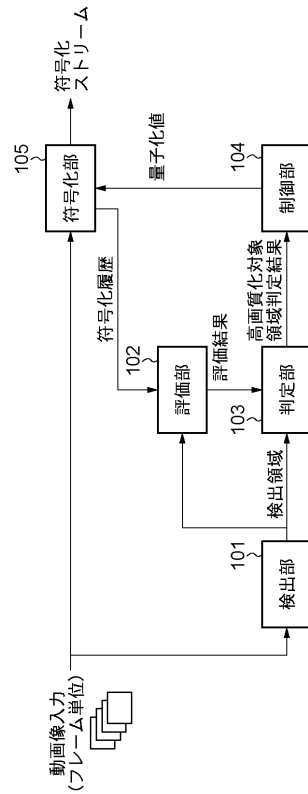 動画像入力
(フレーム単位)
101
検出部
検出領域
符号化履歴
102
評価部
評価結果
103
判定部
高画質化対象
領域判定結果
104
制御部
量子化値
105
符号化部
符号化
ストリーム